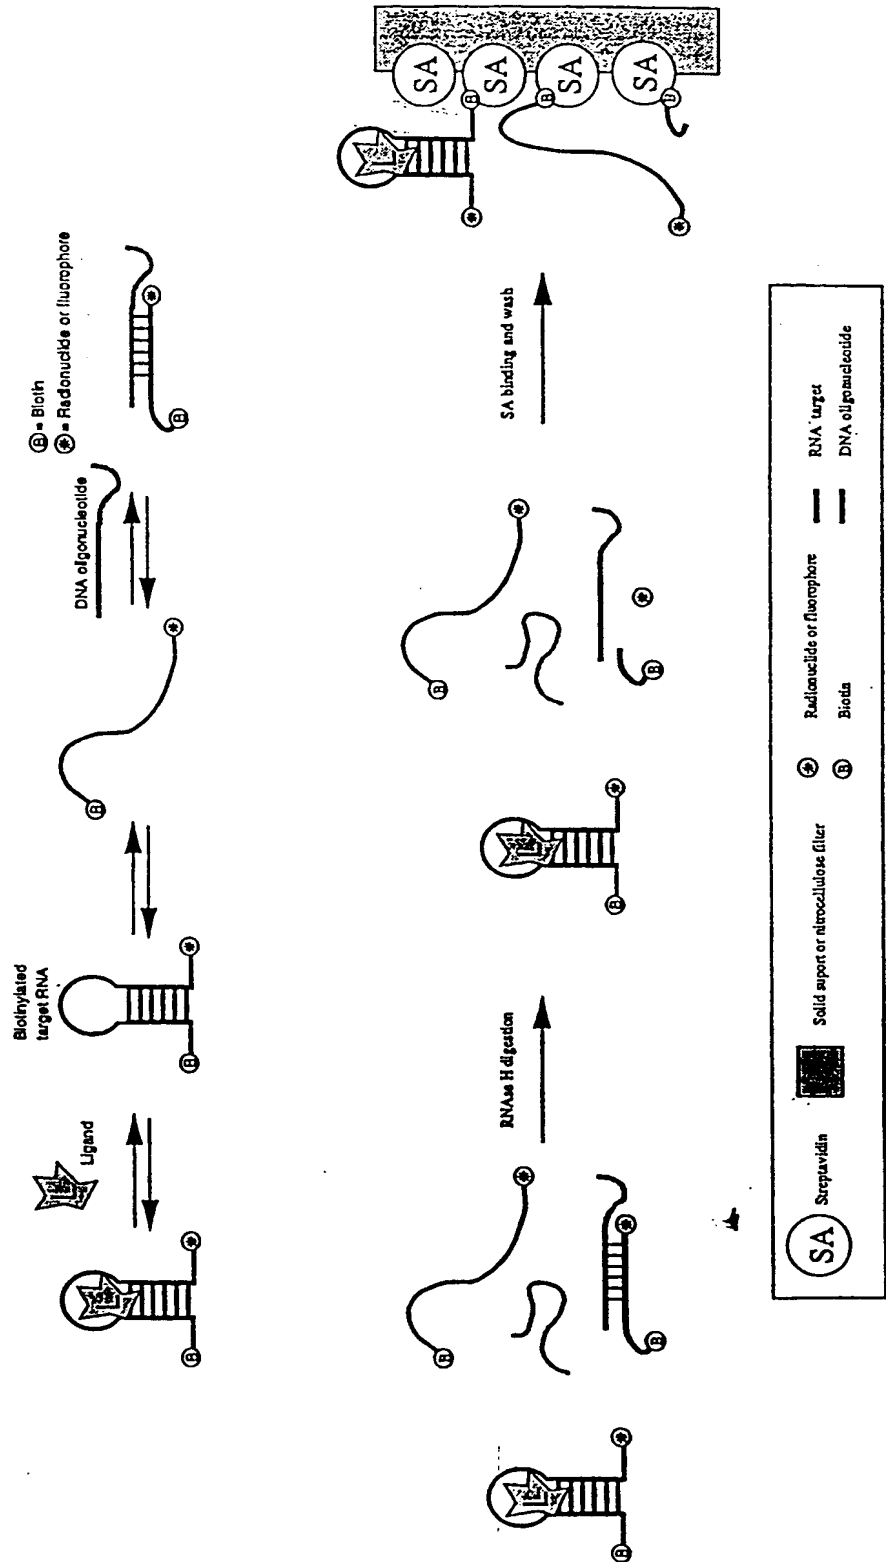 Ligand
L
L
Biotinylated
target RNA
B
B
B
DNA oligonucleotide
B = Biotin
= Radionuclide or fluorophore
B
L
B
B
B
RNAse H digestion
L
B
B
B
SA binding and wash
L
B
B
B
SA
SA
SA
SA
SA
Streptavidin
Solid suport or nitrocellulose filter
Radionuclide or fluorophore
B
Biotin
RNA target
DNA oligonucleotide